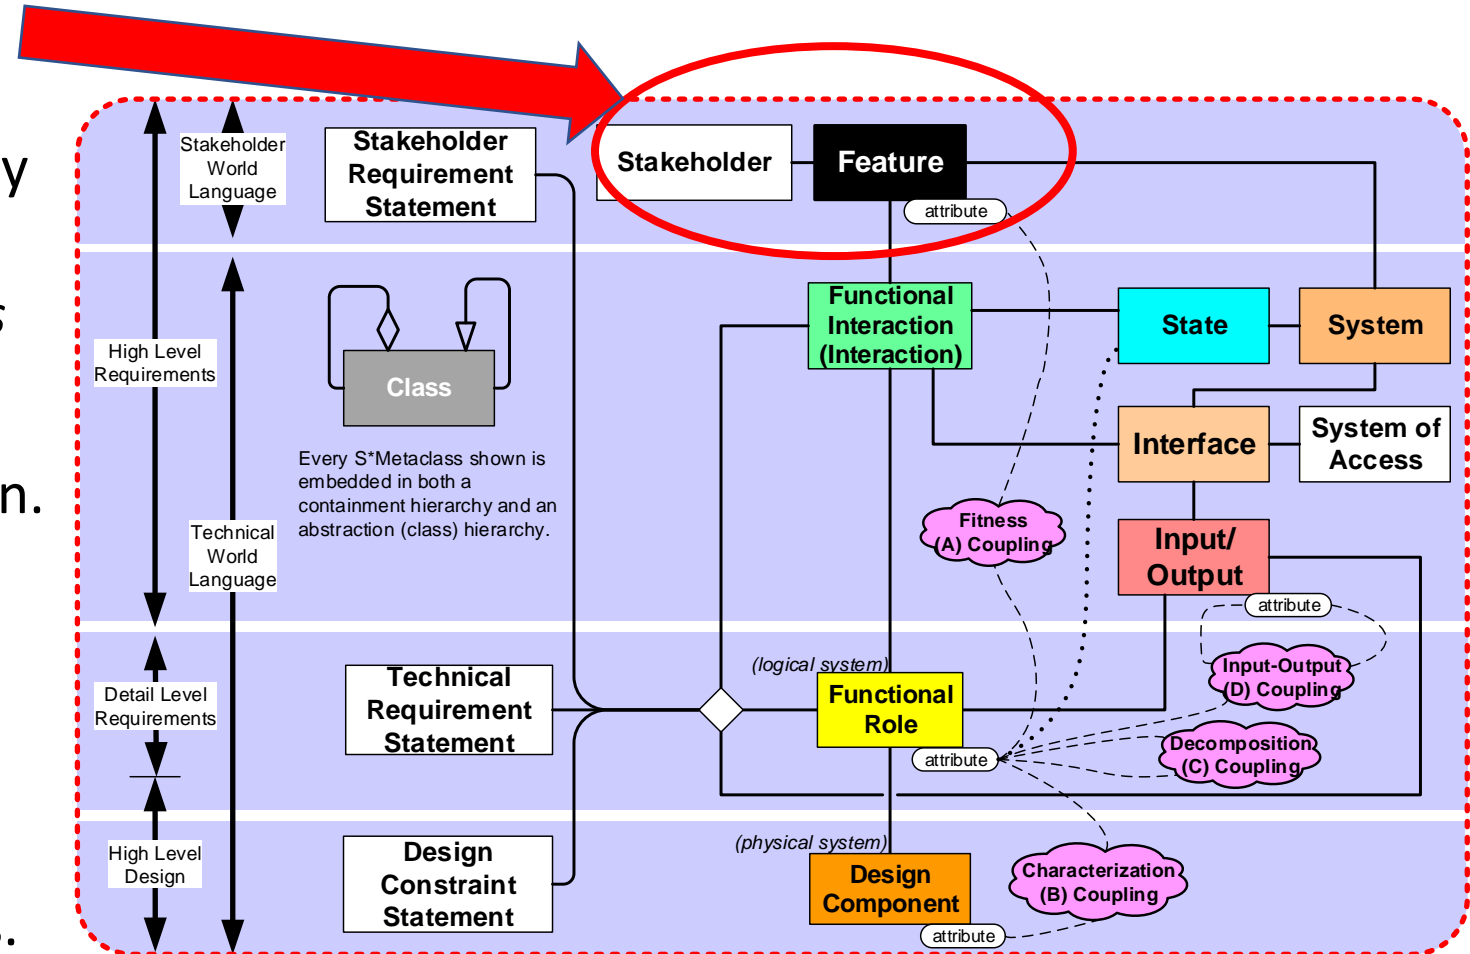 y
s
n.
.
Stakeholder
World
Language
Stakeholder
Requirement
Statement
Stakeholder
Feature
attribute
High Level
Requirements
Technical
World
Language
Class
Every S*Metaclass shown is
embedded in both a
containment hierarchy and an
abstraction (class) hierarchy.
Functional
Interaction
(Interaction)
State
System
Interface
System of
Access
Fitness
(A) Coupling
Input/
Output
attribute
Input-Output
(D) Coupling
Decomposition
(C) Coupling
Detail Level
Requirements
Technical
Requirement
Statement
(logical system)
Functional
Role
attribute
High Level
Design
Design
Constraint
Statement
(physical system)
Design
Component
attribute
Characterization
(B) Coupling